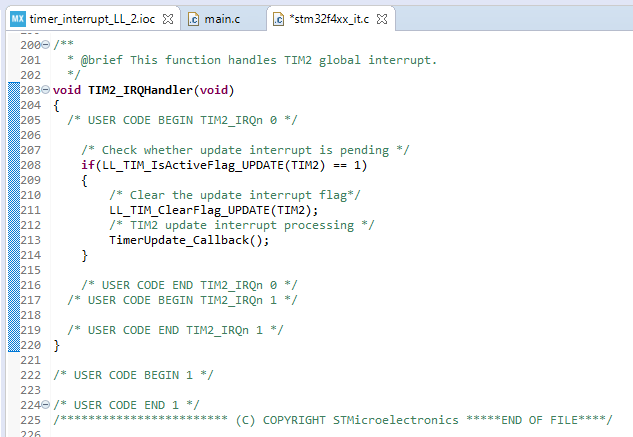 timer_interrupt_LL_2.ioc main.c *stm32f4xx_it.c
200 /**
201 * @brief This function handles TIM2 global interrupt.
202 */
203 void TIM2_IRQHandler(void)
204 {
205 /* USER CODE BEGIN TIM2_IRQn 0 */
206
207 /* Check whether update interrupt is pending */
208 if(LL_TIM_IsActiveFlag_UPDATE(TIM2) == 1)
209 {
210 /* Clear the update interrupt flag*/
211 LL_TIM_ClearFlag_UPDATE(TIM2);
212 /* TIM2 update interrupt processing */
213 TimerUpdate_Callback();
214 }
215
216 /* USER CODE END TIM2_IRQn 0 */
217 /* USER CODE BEGIN TIM2_IRQn 1 */
218
219 /* USER CODE END TIM2_IRQn 1 */
220 }
221
222 /* USER CODE BEGIN 1 */
223
224 /* USER CODE END 1 */
225 /************************ (C) COPYRIGHT STMicroelectronics *****END OF FILE****/
226